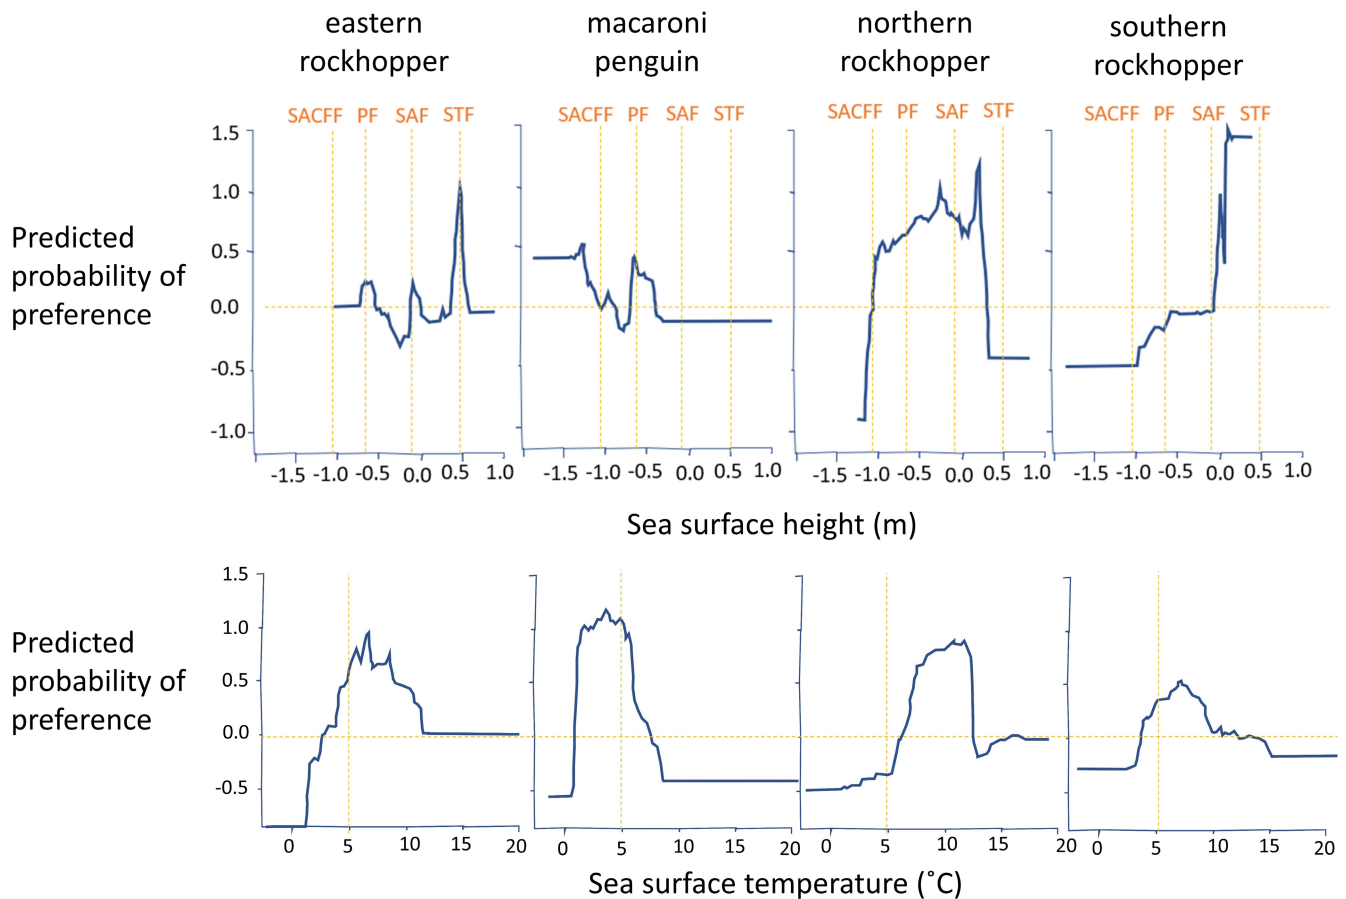 eastern
rockhopper
macaroni
penguin
northern
rockhopper
southern
rockhopper
SACFF PF SAF STF
SACFF PF SAF STF
SACFF PF SAF STF
SACFF PF SAF STF
Predicted
probability of
preference
1.5
1.0
0.5
0.0
-0.5
-1.0
-1.5 -1.0 -0.5 0.0 0.5 1.0
-1.5 -1.0 -0.5 0.0 0.5 1.0
-1.5 -1.0 -0.5 0.0 0.5 1.0
-1.5 -1.0 -0.5 0.0 0.5 1.0
Sea surface height (m)
Predicted
probability of
preference
1.5
1.0
0.5
0.0
-0.5
0 5 10 15 20
0 5 10 15 20
0 5 10 15 20
0 5 10 15 20
Sea surface temperature (˚C)